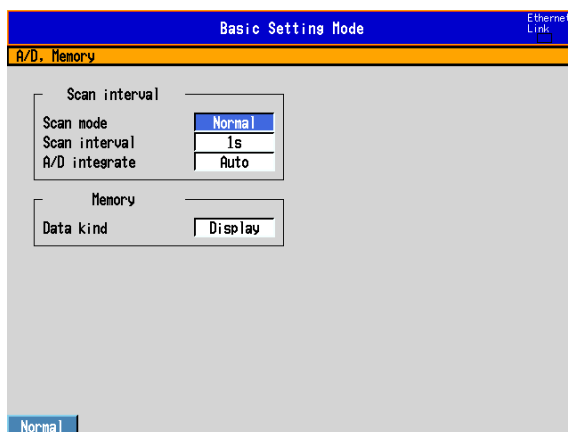 Basic Setting Mode
Ethernet
Link
A/D, Memory
Scan interval
Scan mode Normal
Scan interval 1s
A/D integrate Auto
Memory
Data kind Display
Normal